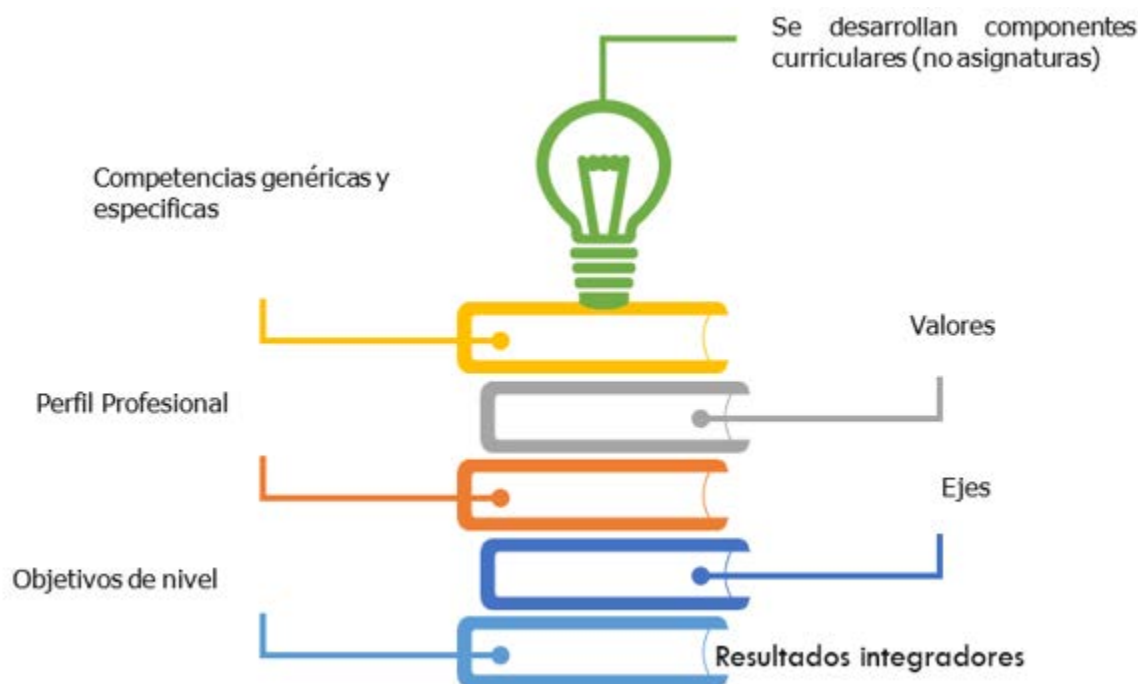 Se desarrollan componentes
curriculares (no asignaturas)
Competencias genéricas y
especificas
Valores
Perfil Profesional
Ejes
Objetivos de nivel
Resultados integradores